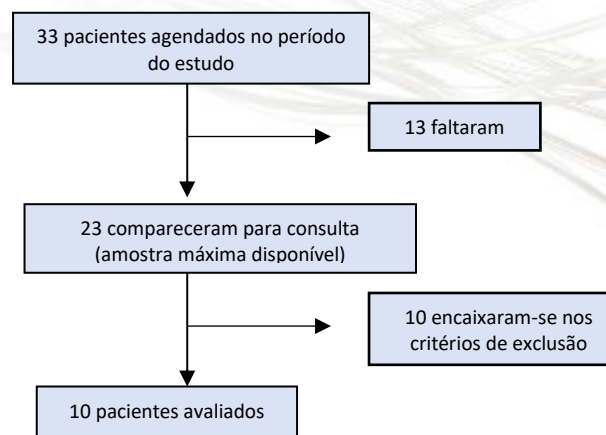 33 pacientes agendados no período
do estudo
13 faltaram
23 compareceram para consulta
(amostra máxima disponível)
10 encaixaram-se nos
critérios de exclusão
10 pacientes avaliados